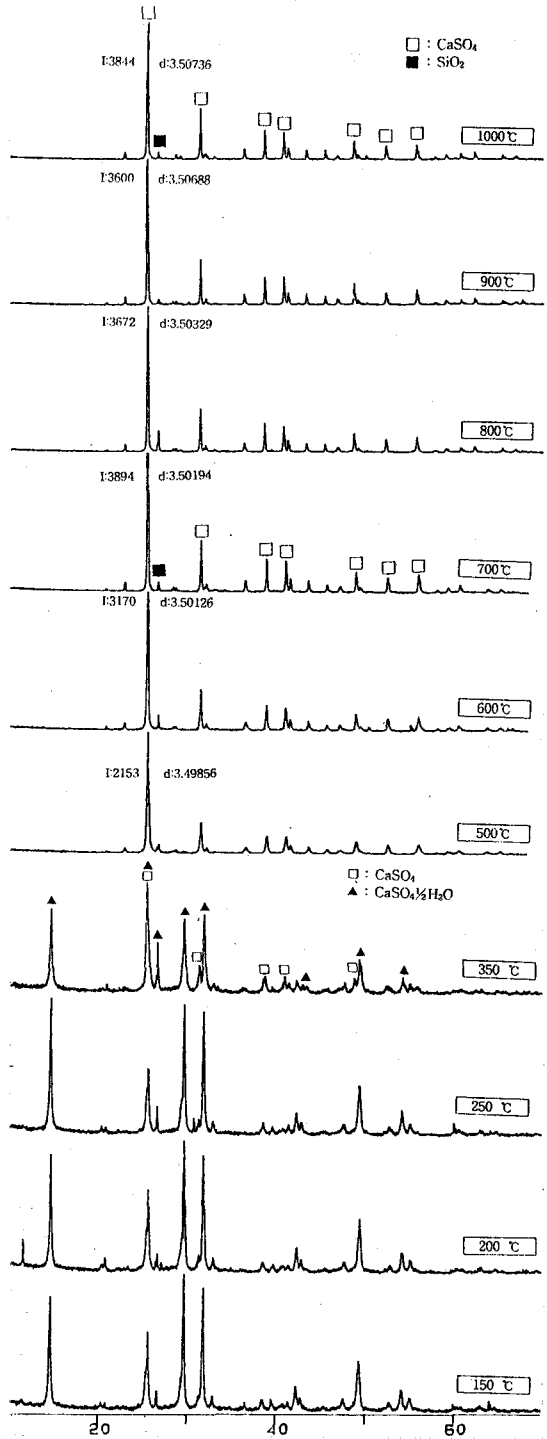 □ : CaSO₄
■ : SiO₂
I:3844 d:3.50736
1000℃
I:3600 d:3.50688
900℃
I:3672 d:3.50329
800℃
I:3894 d:3.50194
700℃
I:3170 d:3.50126
600℃
I:2153 d:3.49856
500℃
□ : CaSO₄
▲ : CaSO₄½H₂O
350 ℃
250 ℃
200 ℃
150 ℃
20 40 60